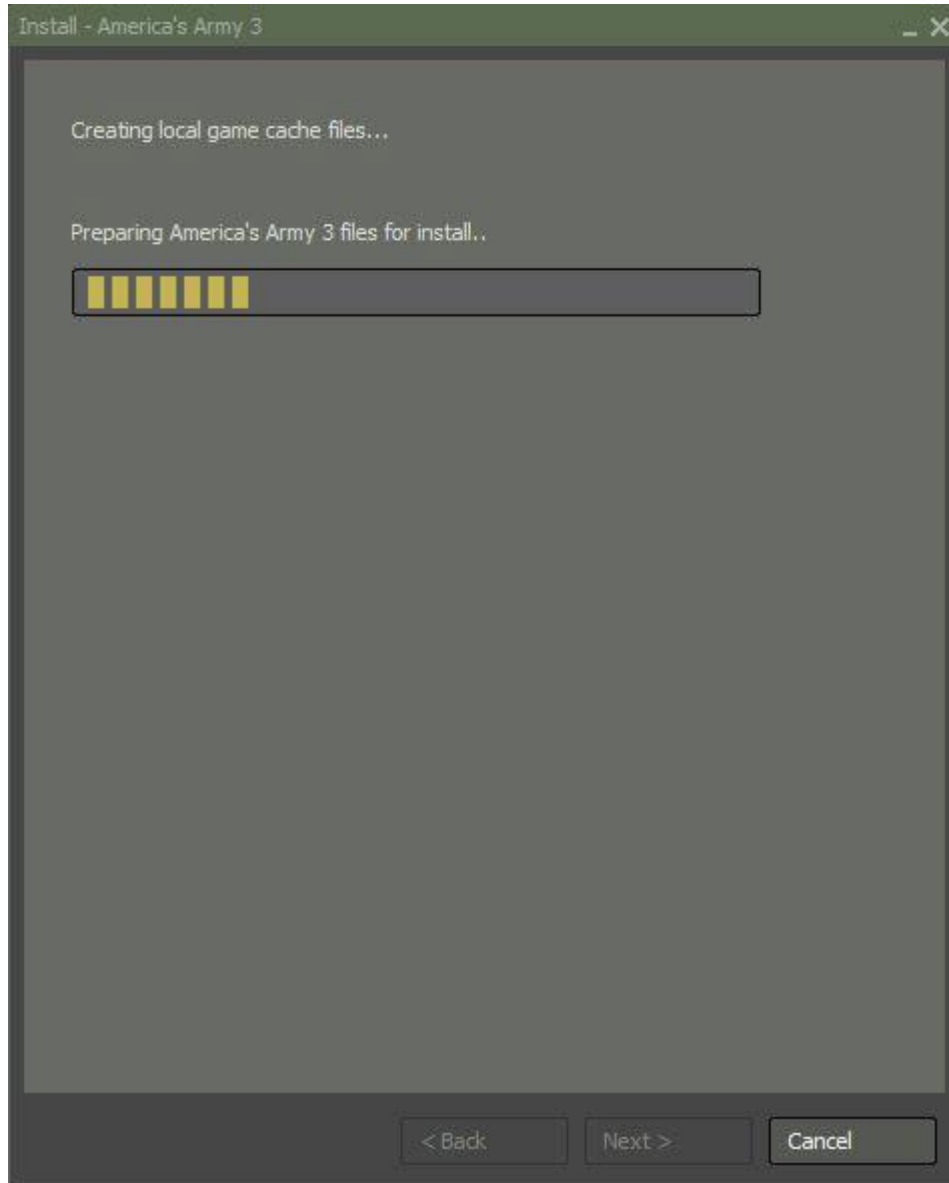 Install - America's Army 3
Creating local game cache files...
Preparing America's Army 3 files for install..
< Back
Next >
Cancel